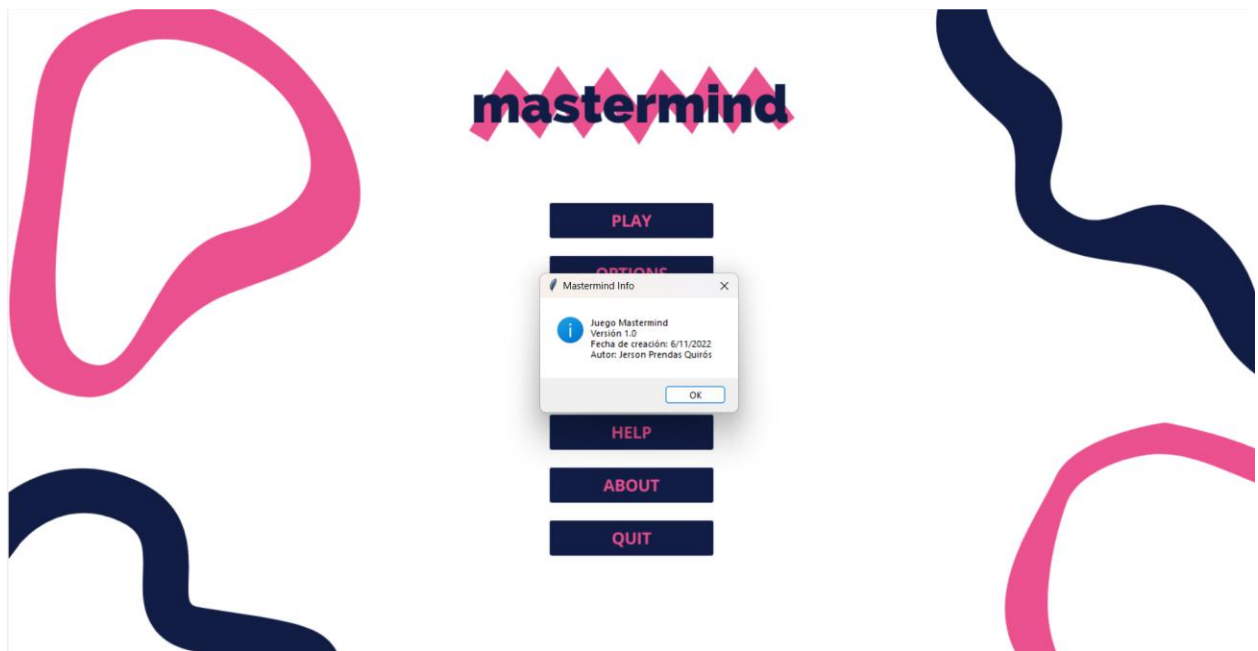 mastermind
PLAY
OPTIONS
Mastermind Info
Juego Mastermind
Versión 1.0
Fecha de creación: 6/11/2022
Autor: Jerson Prendas Quirós
OK
HELP
ABOUT
QUIT